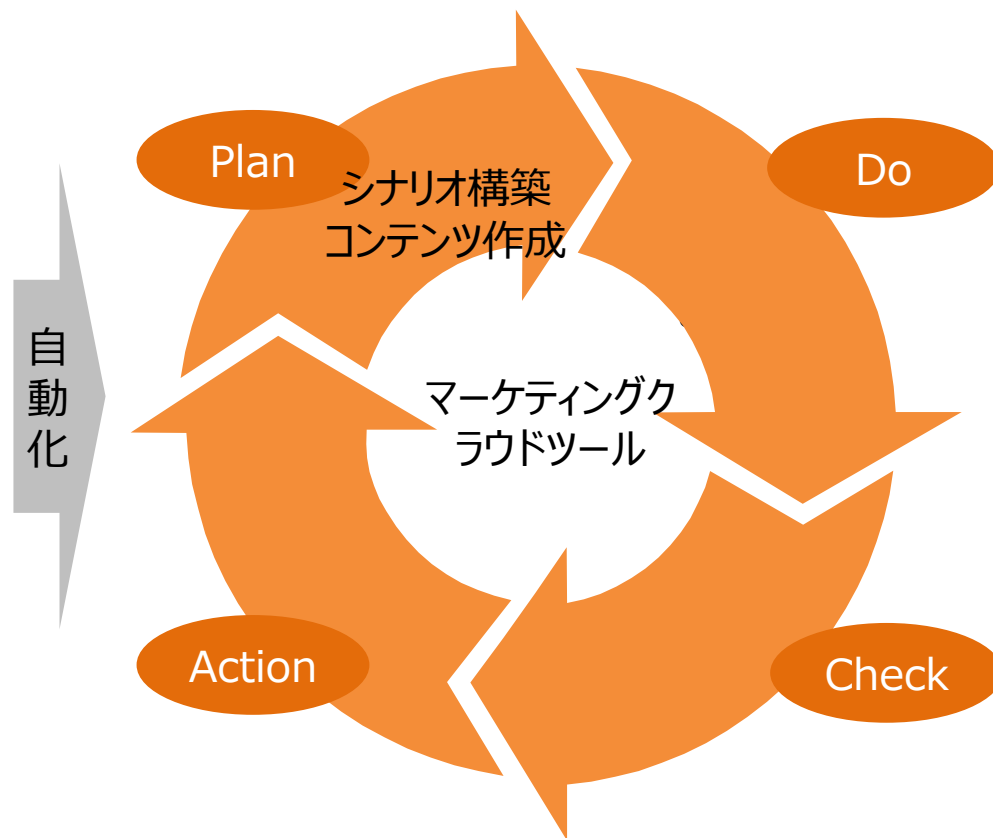 Plan
Do
シナリオ構築
コンテンツ作成
自動化
マーケティングク
ラウドツール
Action
Check